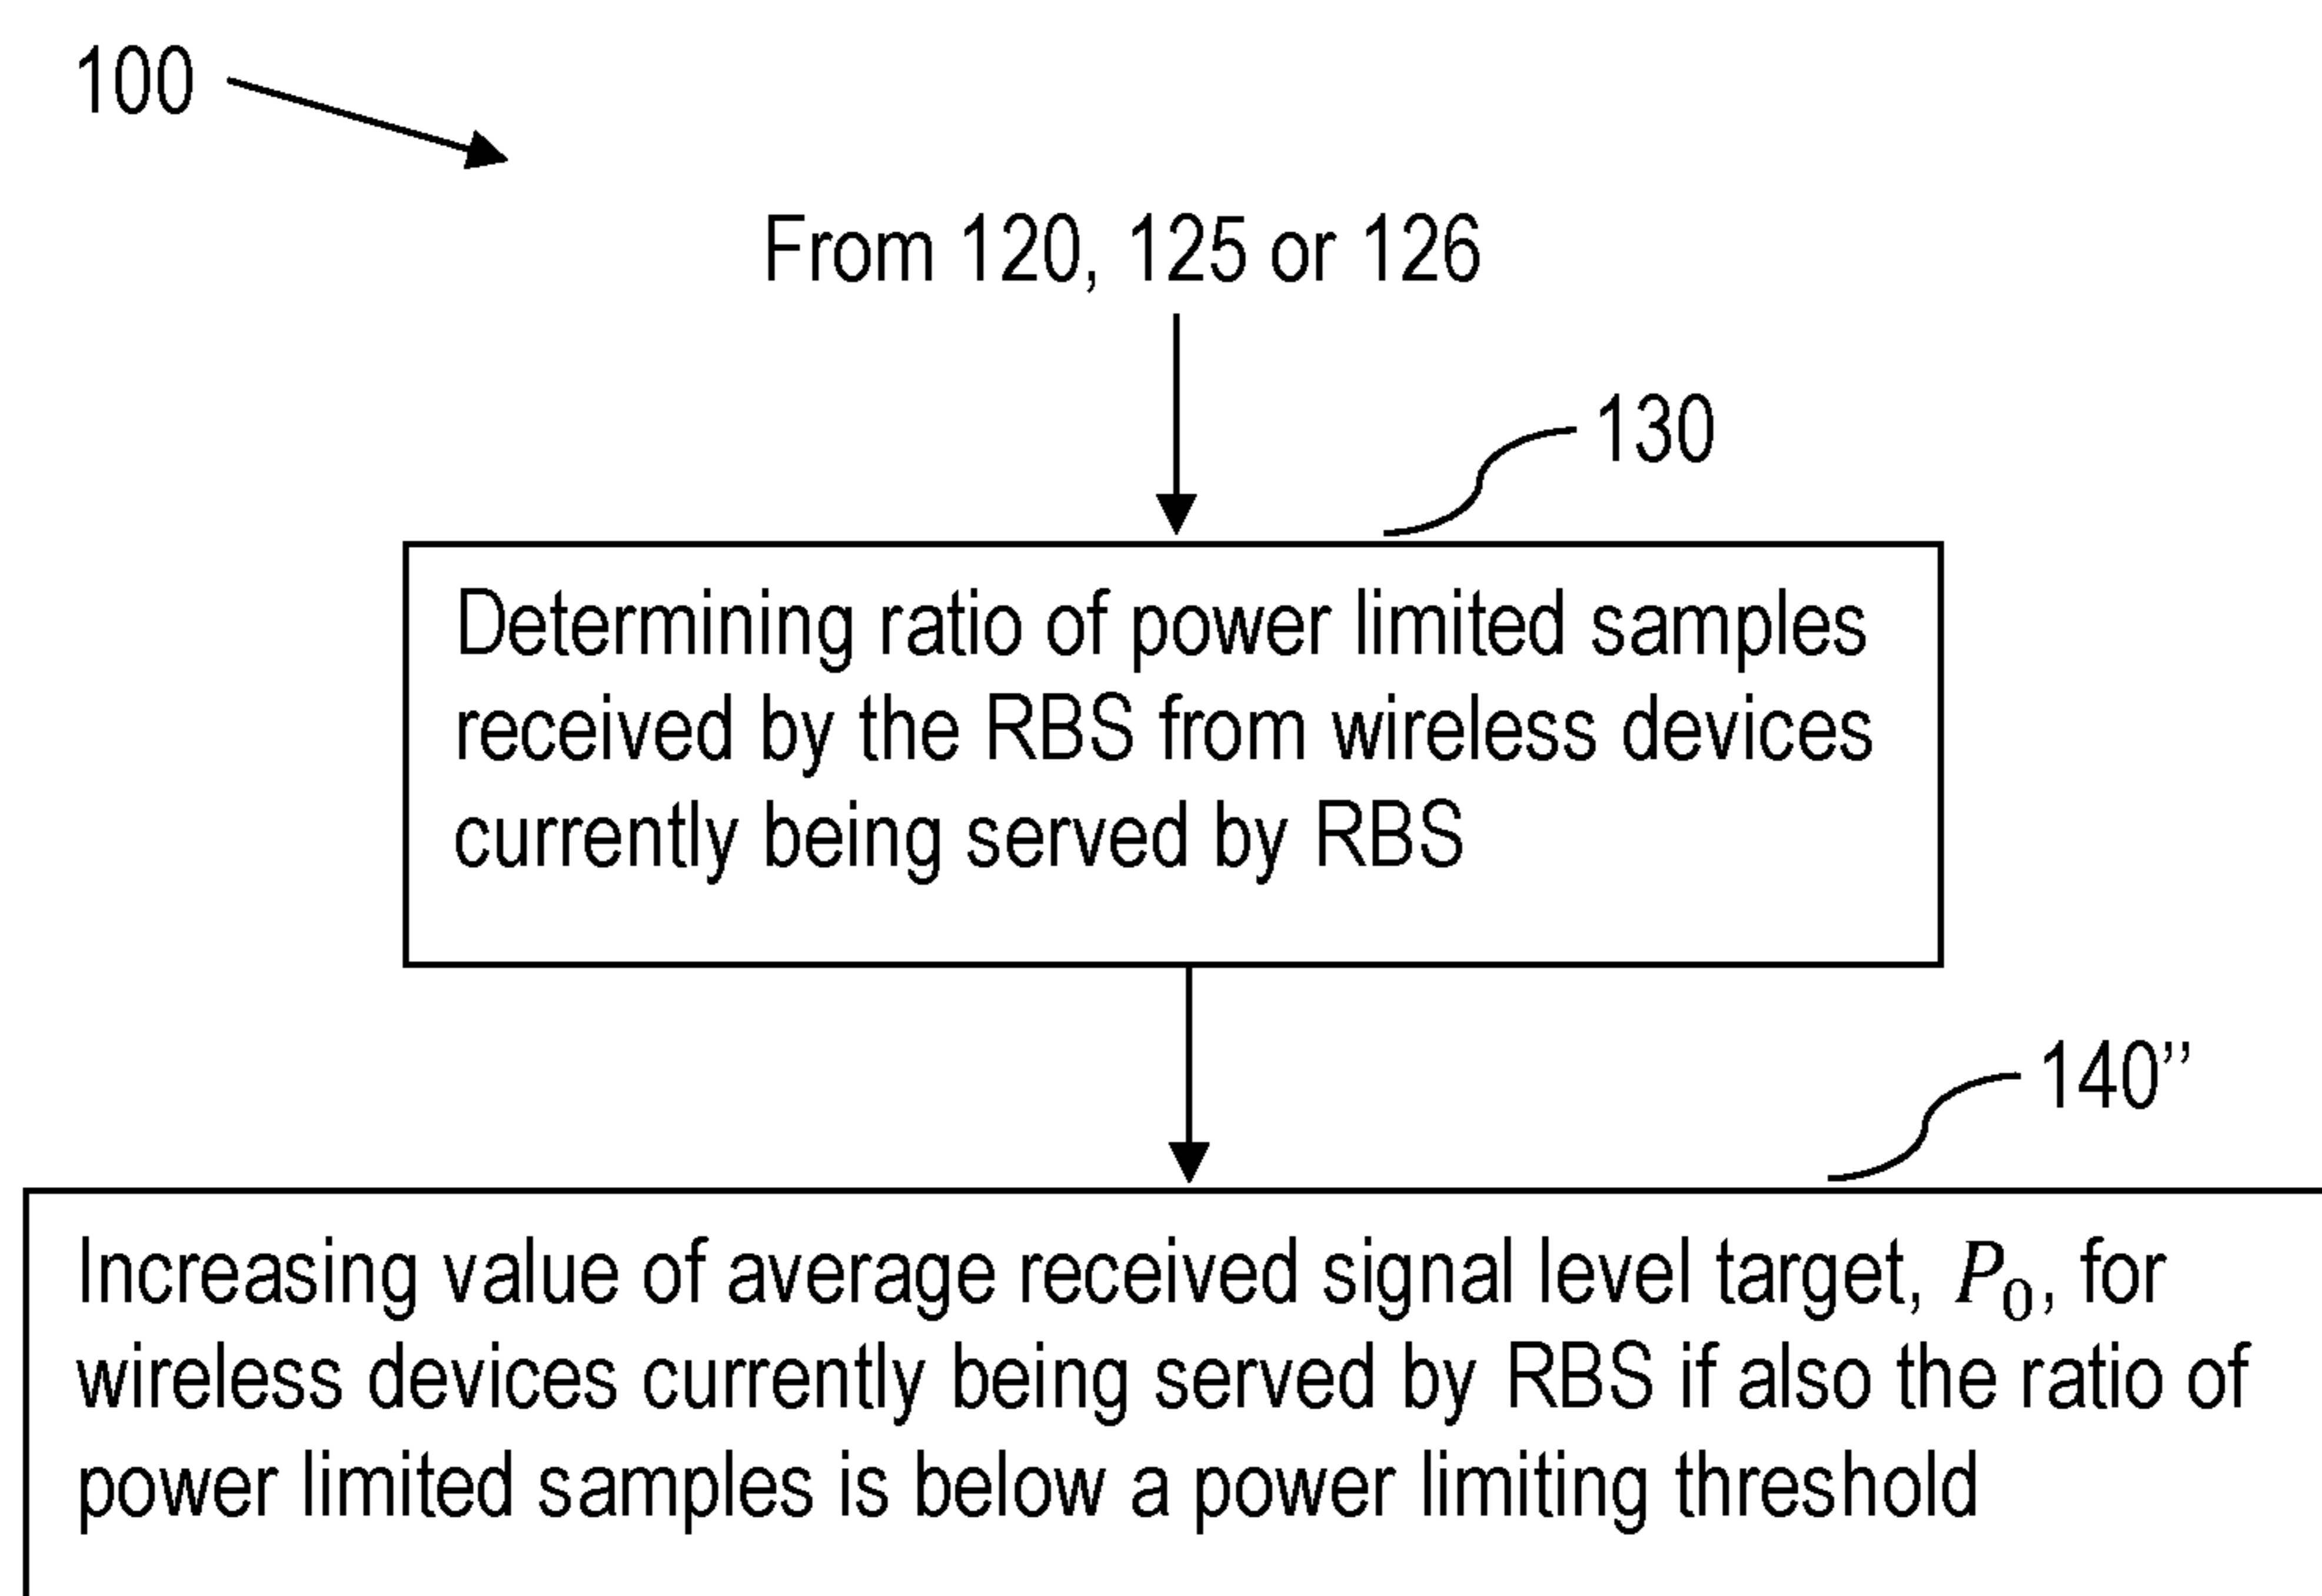 100
From 120, 125 or 126
130
Determining ratio of power limited samples
received by the RBS from wireless devices
currently being served by RBS
140”
Increasing value of average received signal level target, P₀, for
wireless devices currently being served by RBS if also the ratio of
power limited samples is below a power limiting threshold